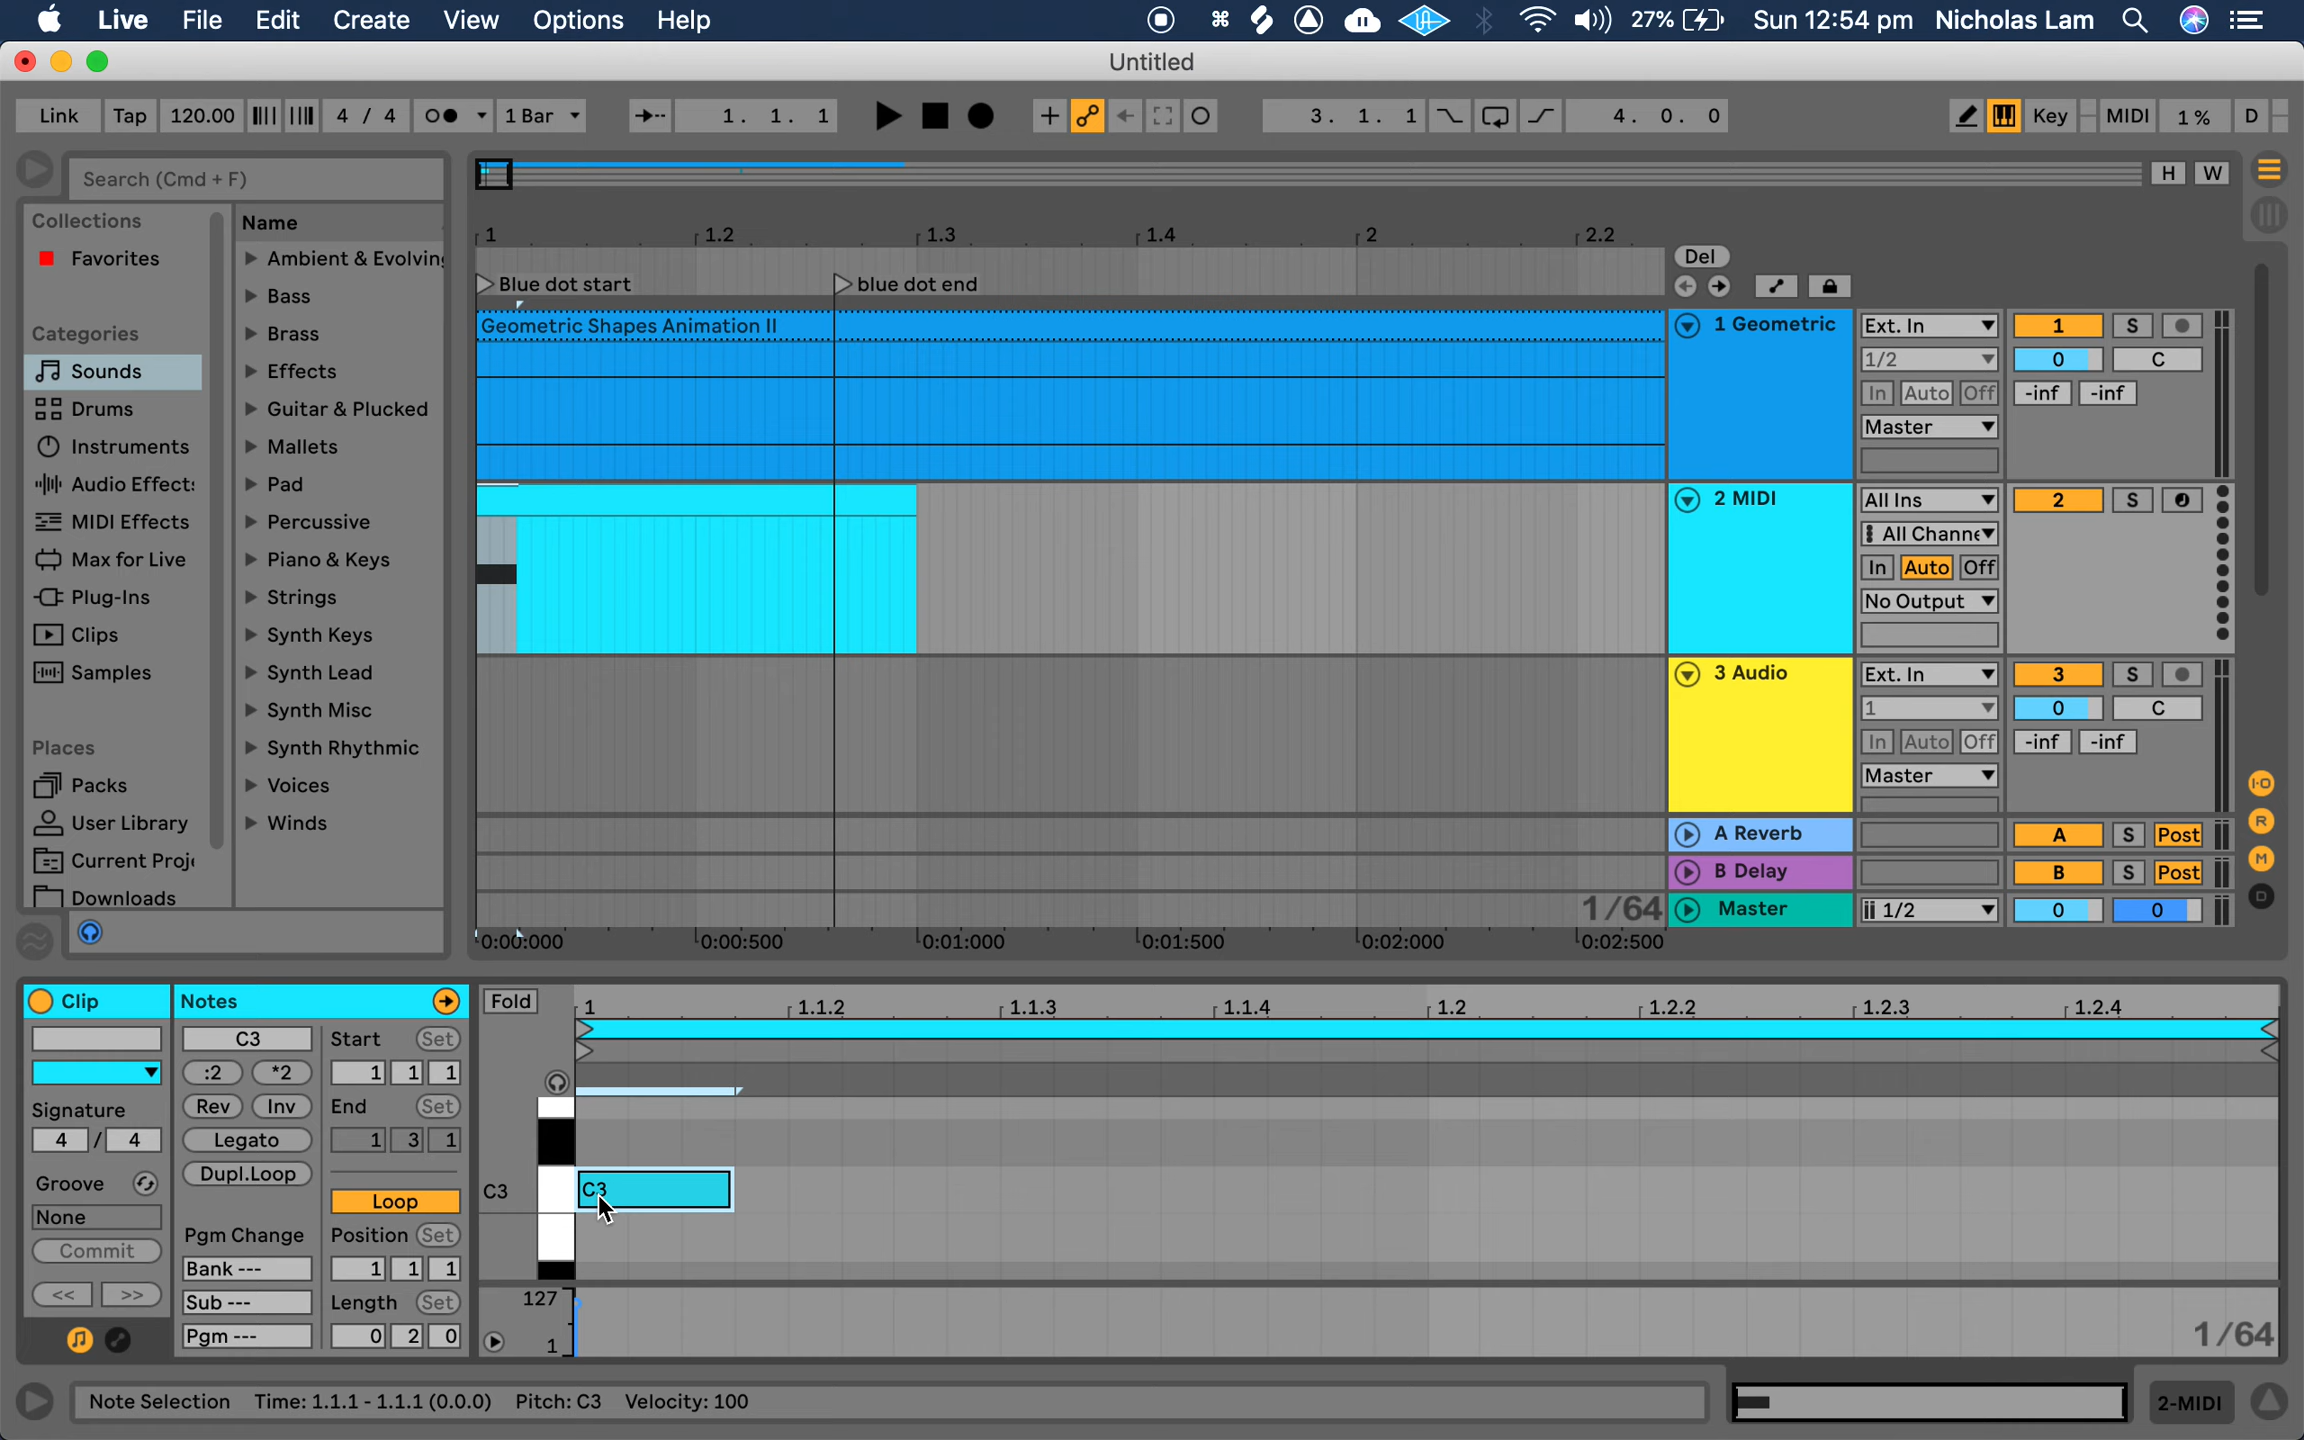 Live File Edit Create View Options Help 27% Sun 12:54 pm Nicholas Lam
Untitled
Link Tap 120.00 4 / 4 1 Bar 1. 1. 1 3. 1. 1 4. 0. 0 Key MIDI 1 % D
Search (Cmd + F)
H W
Collections
Favorites
Categories
Sounds
Drums
Instruments
Audio Effects
MIDI Effects
Max for Live
Plug-Ins
Clips
Samples
Places
Packs
User Library
Current Proj
Downloads
Name
Ambient & Evolving
Bass
Brass
Effects
Guitar & Plucked
Mallets
Pad
Percussive
Piano & Keys
Strings
Synth Keys
Synth Lead
Synth Misc
Synth Rhythmic
Voices
Winds
1 1.2 1.3 1.4 2 2.2
Del
Blue dot start blue dot end
Geometric Shapes Animation II
1 Geometric Ext. In 1 S
1/2 0 C
In Auto Off -inf -inf
Master
2 MIDI All Ins 2 S
All Channe
In Auto Off
No Output
3 Audio Ext. In 3 S
1 0 C
In Auto Off -inf -inf
Master
A Reverb A S Post
B Delay B S Post
1/64 Master 1/2 0 0
0:00:000 0:00:500 0:01:000 0:01:500 0:02:000 0:02:500
I·O
R
M
D
Clip
Signature
4 / 4
Groove
None
Commit
<< >>
Notes
C3
:2 *2
Rev Inv
Legato
Dupl.Loop
Pgm Change
Bank ---
Sub ---
Pgm ---
Start Set
1 1 1
End Set
1 3 1
Loop
Position Set
1 1 1
Length Set
0 2 0
Fold 1 1.1.2 1.1.3 1.1.4 1.2 1.2.2 1.2.3 1.2.4
C3 C3
127
1
1/64
Note Selection Time: 1.1.1 - 1.1.1 (0.0.0) Pitch: C3 Velocity: 100
2-MIDI